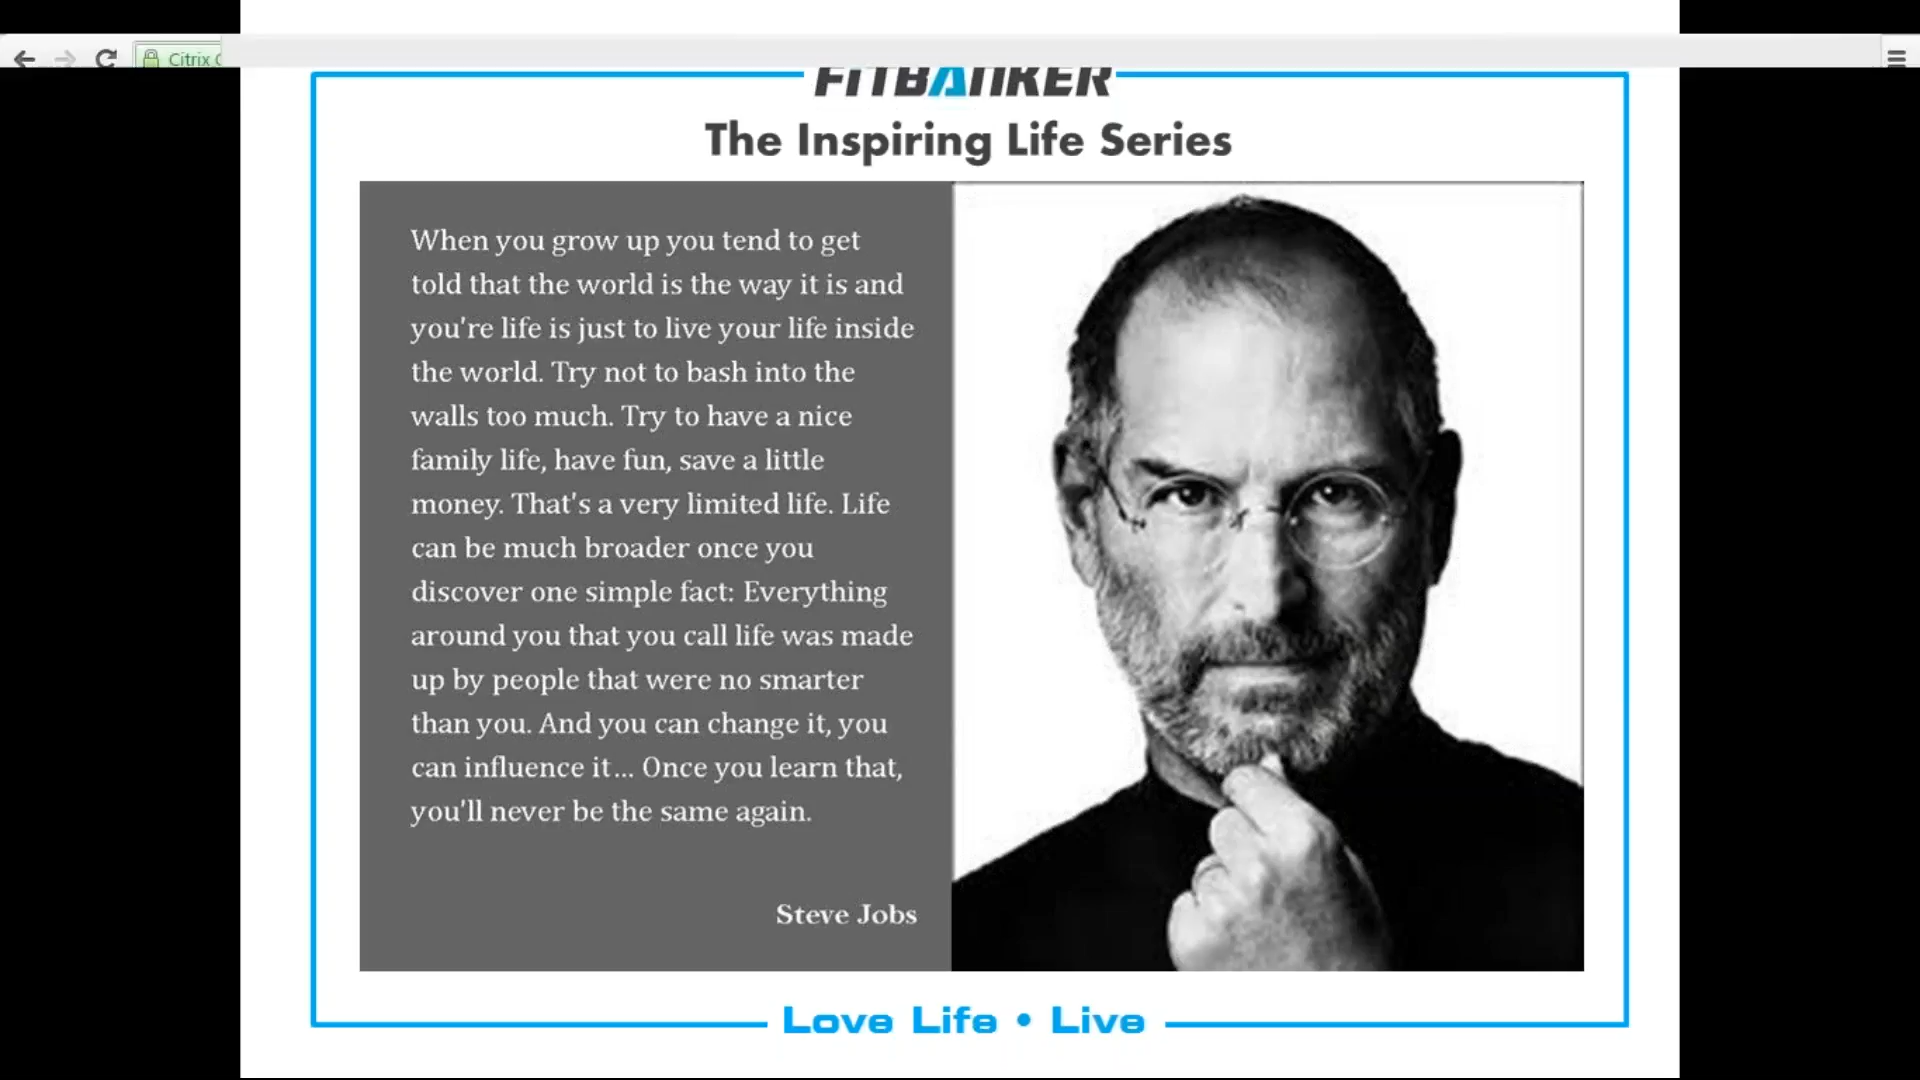 Citrix
FITBANKER
The Inspiring Life Series
When you grow up you tend to get
told that the world is the way it is and
you're life is just to live your life inside
the world. Try not to bash into the
walls too much. Try to have a nice
family life, have fun, save a little
money. That's a very limited life. Life
can be much broader once you
discover one simple fact: Everything
around you that you call life was made
up by people that were no smarter
than you. And you can change it, you
can influence it... Once you learn that,
you'll never be the same again.
Steve Jobs
Love Life • Live